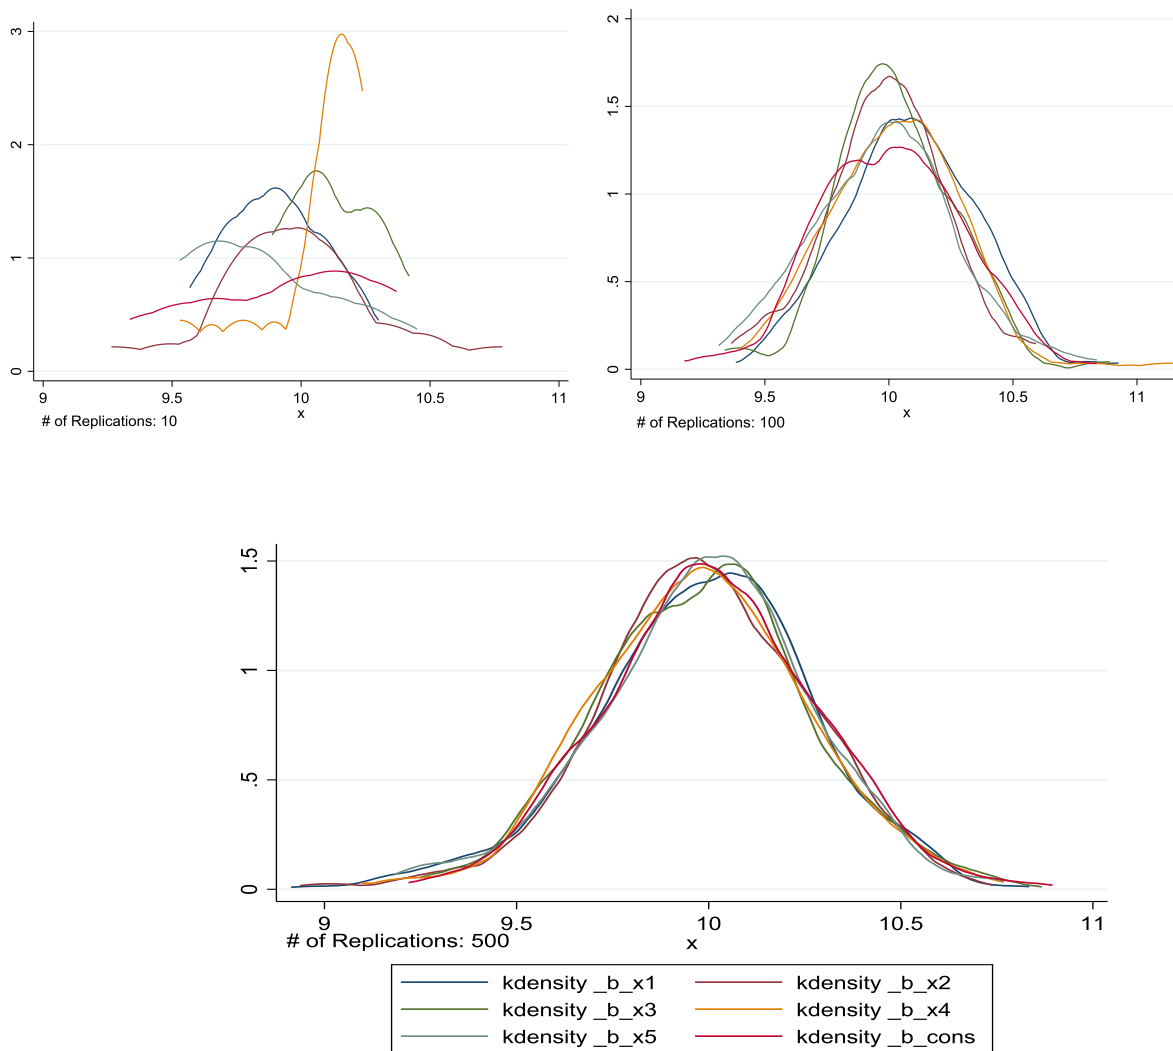 3
2
1
0
9 9.5 10 10.5 11
x
# of Replications: 10
2
1.5
1
.5
0
9 9.5 10 10.5 11
x
# of Replications: 100
1.5
1
.5
0
9 9.5 10 10.5 11
x
# of Replications: 500
kdensity _b_x1 kdensity _b_x2
kdensity _b_x3 kdensity _b_x4
kdensity _b_x5 kdensity _b_cons